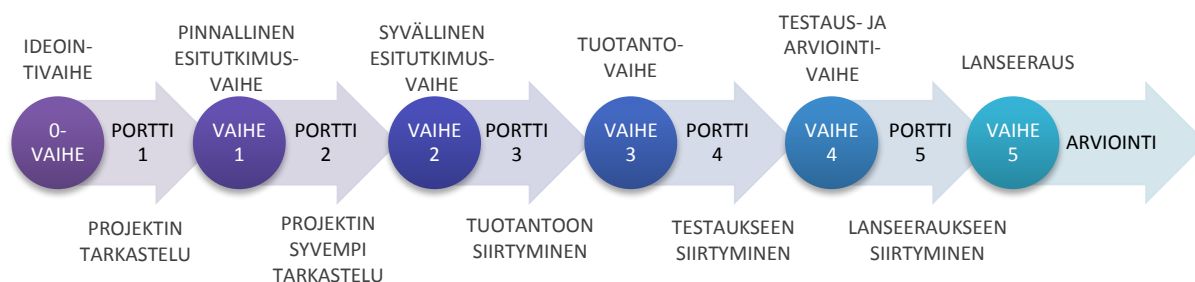 IDEOIN-
TIVAIHE
PINNALLINEN
ESITUTKIMUS-
VAIHE
SYVÄLLINEN
ESITUTKIMUS-
VAIHE
TUOTANTO-
VAIHE
TESTAUS- JA
ARVIOINTI-
VAIHE
LANSEERAUS
0-
VAIHE
PORTTI
1
VAIHE
1
PORTTI
2
VAIHE
2
PORTTI
3
VAIHE
3
PORTTI
4
VAIHE
4
PORTTI
5
VAIHE
5
ARVIOINTI
PROJEKTIN
TARKASTELU
PROJEKTIN
SYVEMPI
TARKASTELU
TUOTANTOON
SIIRTYMINEN
TESTAUKSEEN
SIIRTYMINEN
LANSEERAUKSEEN
SIIRTYMINEN